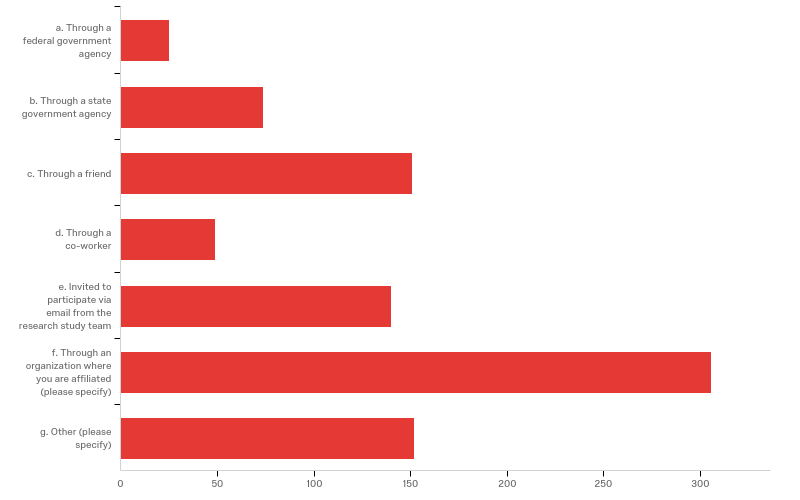 a. Through a
federal government
agency
b. Through a state
government agency
c. Through a friend
d. Through a
co-worker
e. Invited to
participate via
email from the
research study team
f. Through an
organization where
you are affiliated
(please specify)
g. Other (please
specify)
0 50 100 150 200 250 300